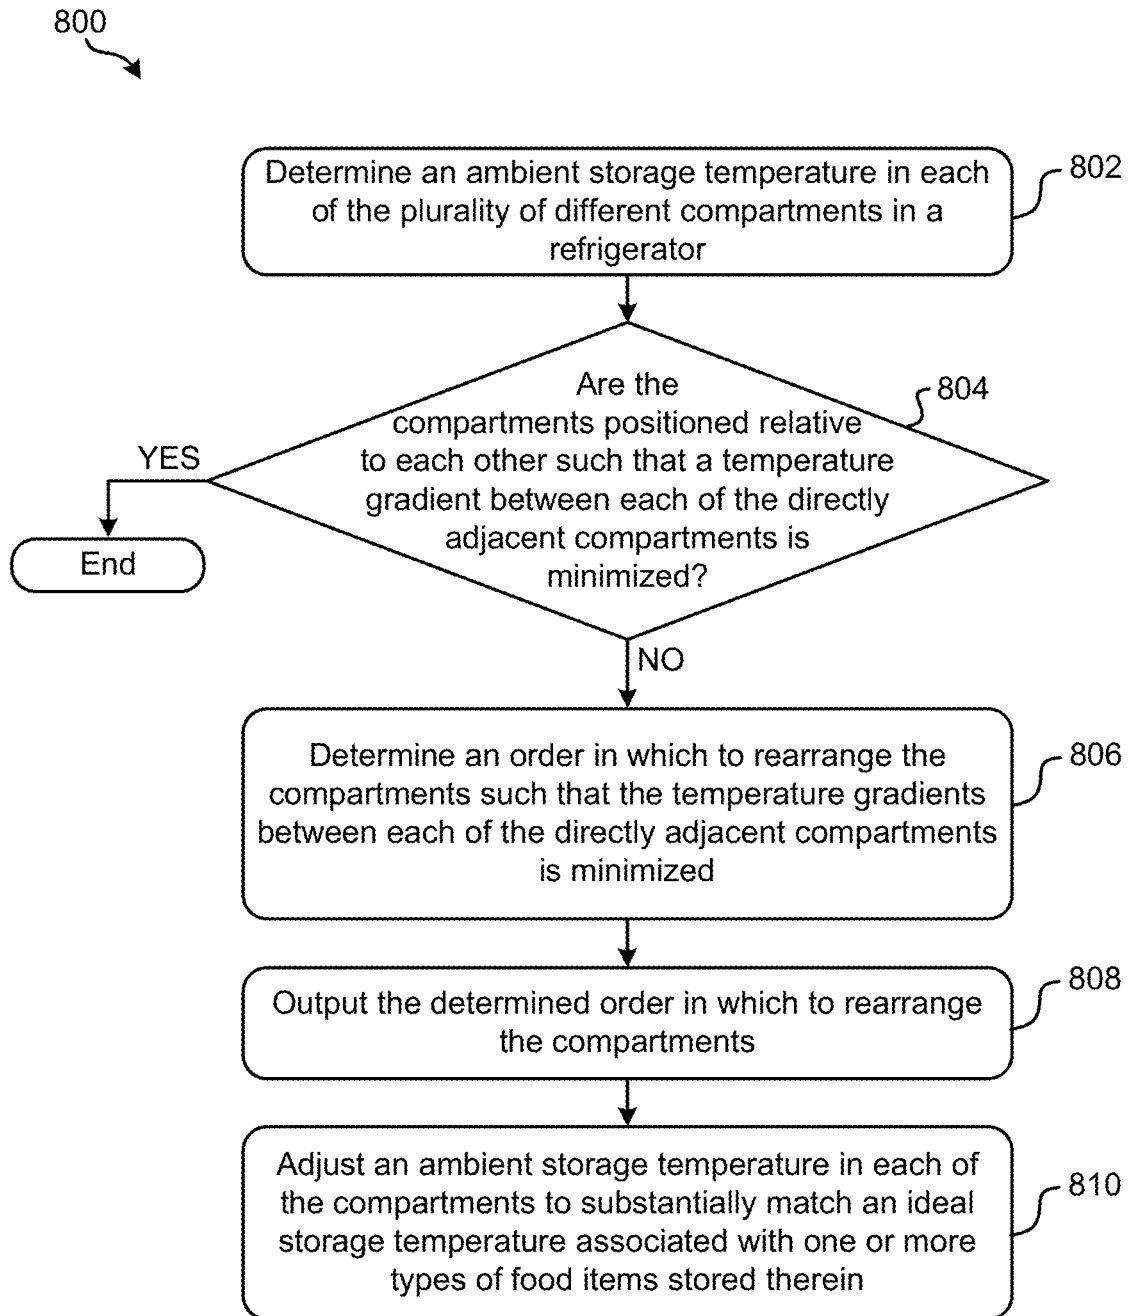 800
Determine an ambient storage temperature in each
of the plurality of different compartments in a
refrigerator
802
Are the
compartments positioned relative
to each other such that a temperature
gradient between each of the directly
adjacent compartments is
minimized?
804
YES
End
NO
Determine an order in which to rearrange the
compartments such that the temperature gradients
between each of the directly adjacent compartments
is minimized
806
Output the determined order in which to rearrange
the compartments
808
Adjust an ambient storage temperature in each of
the compartments to substantially match an ideal
storage temperature associated with one or more
types of food items stored therein
810